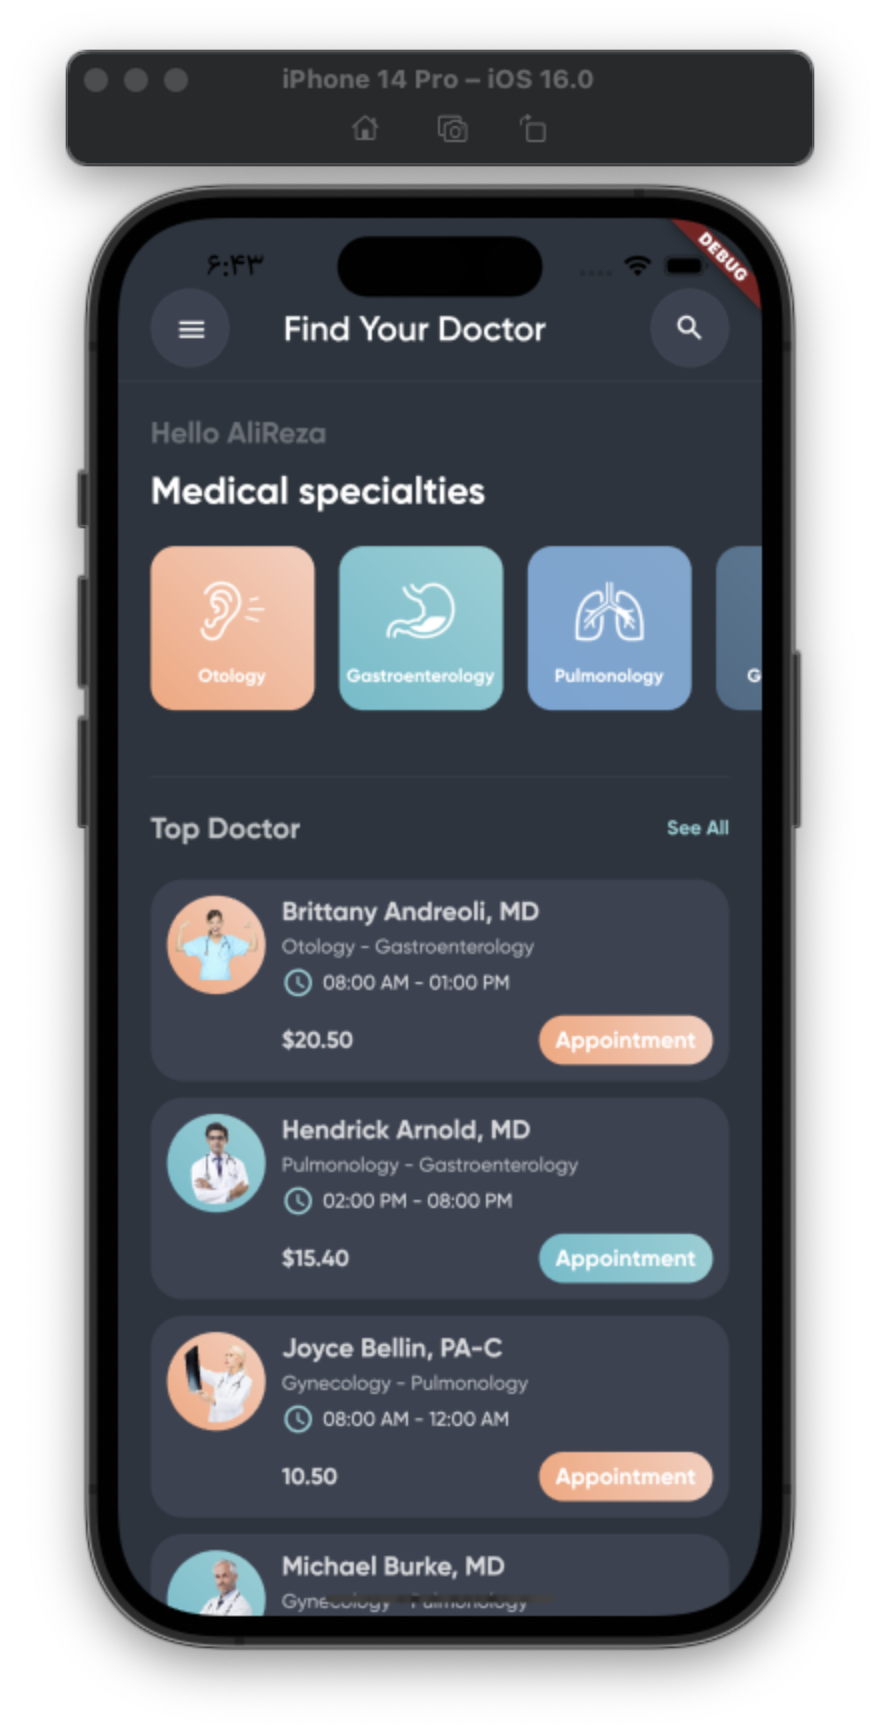 iPhone 14 Pro – iOS 16.0
۶:۴۳
DEBUG
Find Your Doctor
Hello AliReza
Medical specialties
Otology
Gastroenterology
Pulmonology
G
Top Doctor
See All
Brittany Andreoli, MD
Otology - Gastroenterology
08:00 AM - 01:00 PM
$20.50
Appointment
Hendrick Arnold, MD
Pulmonology - Gastroenterology
02:00 PM - 08:00 PM
$15.40
Appointment
Joyce Bellin, PA-C
Gynecology - Pulmonology
08:00 AM - 12:00 AM
10.50
Appointment
Michael Burke, MD
Gynecology - Pulmonology